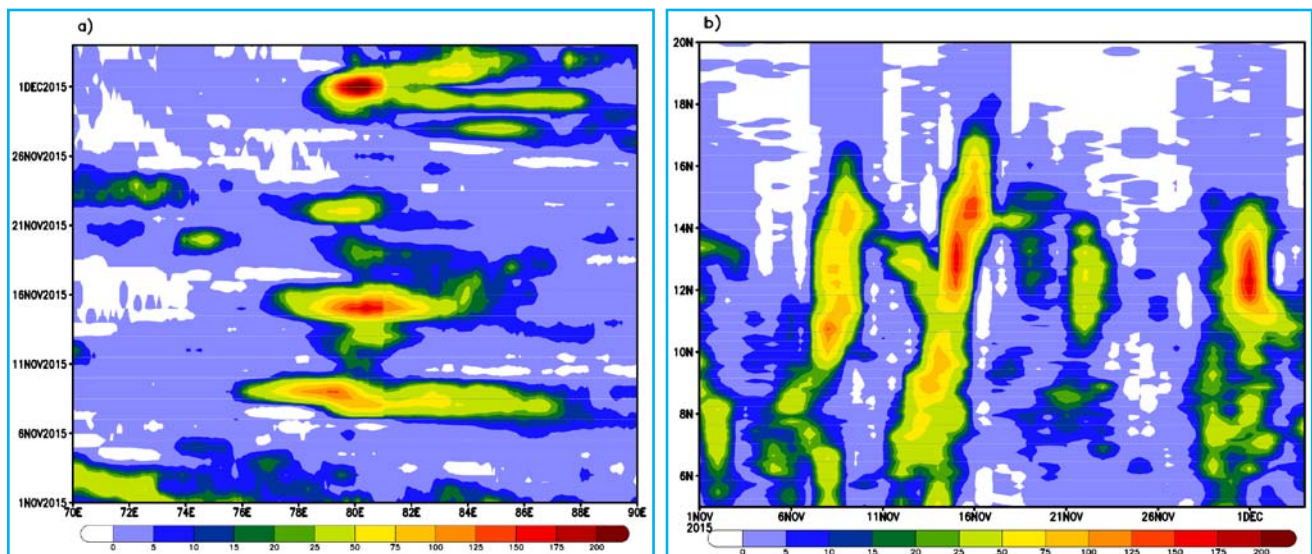 a)
1DEC2015
26NOV2015
21NOV2015
16NOV2015
11NOV2015
6NOV2015
1NOV2015
70E 72E 74E 76E 78E 80E 82E 84E 86E 88E 90E
0 5 10 15 20 25 50 75 100 125 150 175 200
b)
20N
18N
16N
14N
12N
10N
8N
6N
1NOV 6NOV 11NOV 16NOV 21NOV 26NOV 1DEC
2015
0 5 10 15 20 25 50 75 100 125 150 175 200